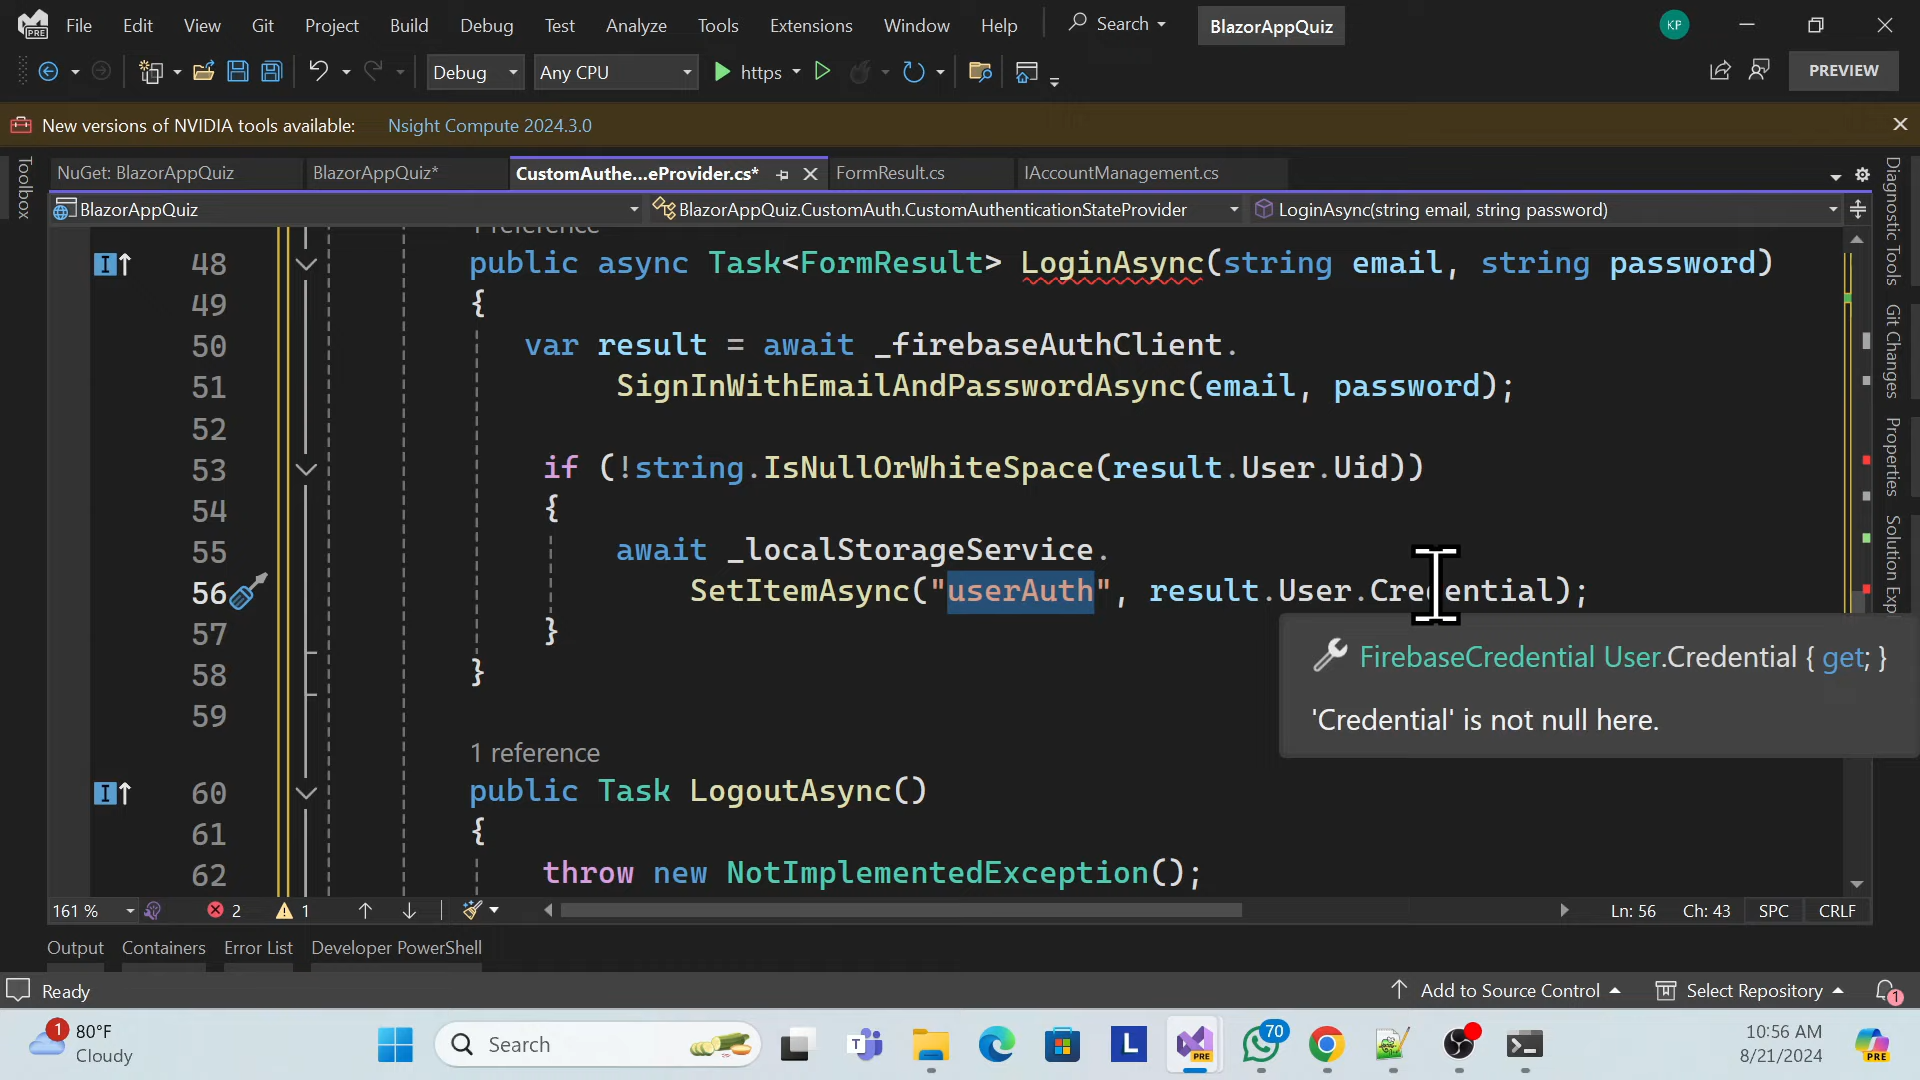 PRE File Edit View Git Project Build Debug Test Analyze Tools Extensions Window Help Search BlazorAppQuiz KP
Debug Any CPU https PREVIEW
New versions of NVIDIA tools available: Nsight Compute 2024.3.0
Toolbox
NuGet: BlazorAppQuiz BlazorAppQuiz* CustomAuthe...eProvider.cs* FormResult.cs IAccountManagement.cs
BlazorAppQuiz BlazorAppQuiz.CustomAuth.CustomAuthenticationStateProvider LoginAsync(string email, string password)
1 reference
48 public async Task<FormResult> LoginAsync(string email, string password)
49 {
50 var result = await _firebaseAuthClient.
51 SignInWithEmailAndPasswordAsync(email, password);
52
53 if (!string.IsNullOrWhiteSpace(result.User.Uid))
54 {
55 await _localStorageService.
56 SetItemAsync("userAuth", result.User.Credential);
57 }
58 }
59
FirebaseCredential User.Credential { get; }
'Credential' is not null here.
1 reference
60 public Task LogoutAsync()
61 {
62 throw new NotImplementedException();
Diagnostic Tools
Git Changes
Properties
Solution Exp
161 % 2 1 Ln: 56 Ch: 43 SPC CRLF
Output Containers Error List Developer PowerShell
Ready Add to Source Control Select Repository 1
1 80°F
Cloudy
Search
T L PRE 70
10:56 AM
8/21/2024
PRE